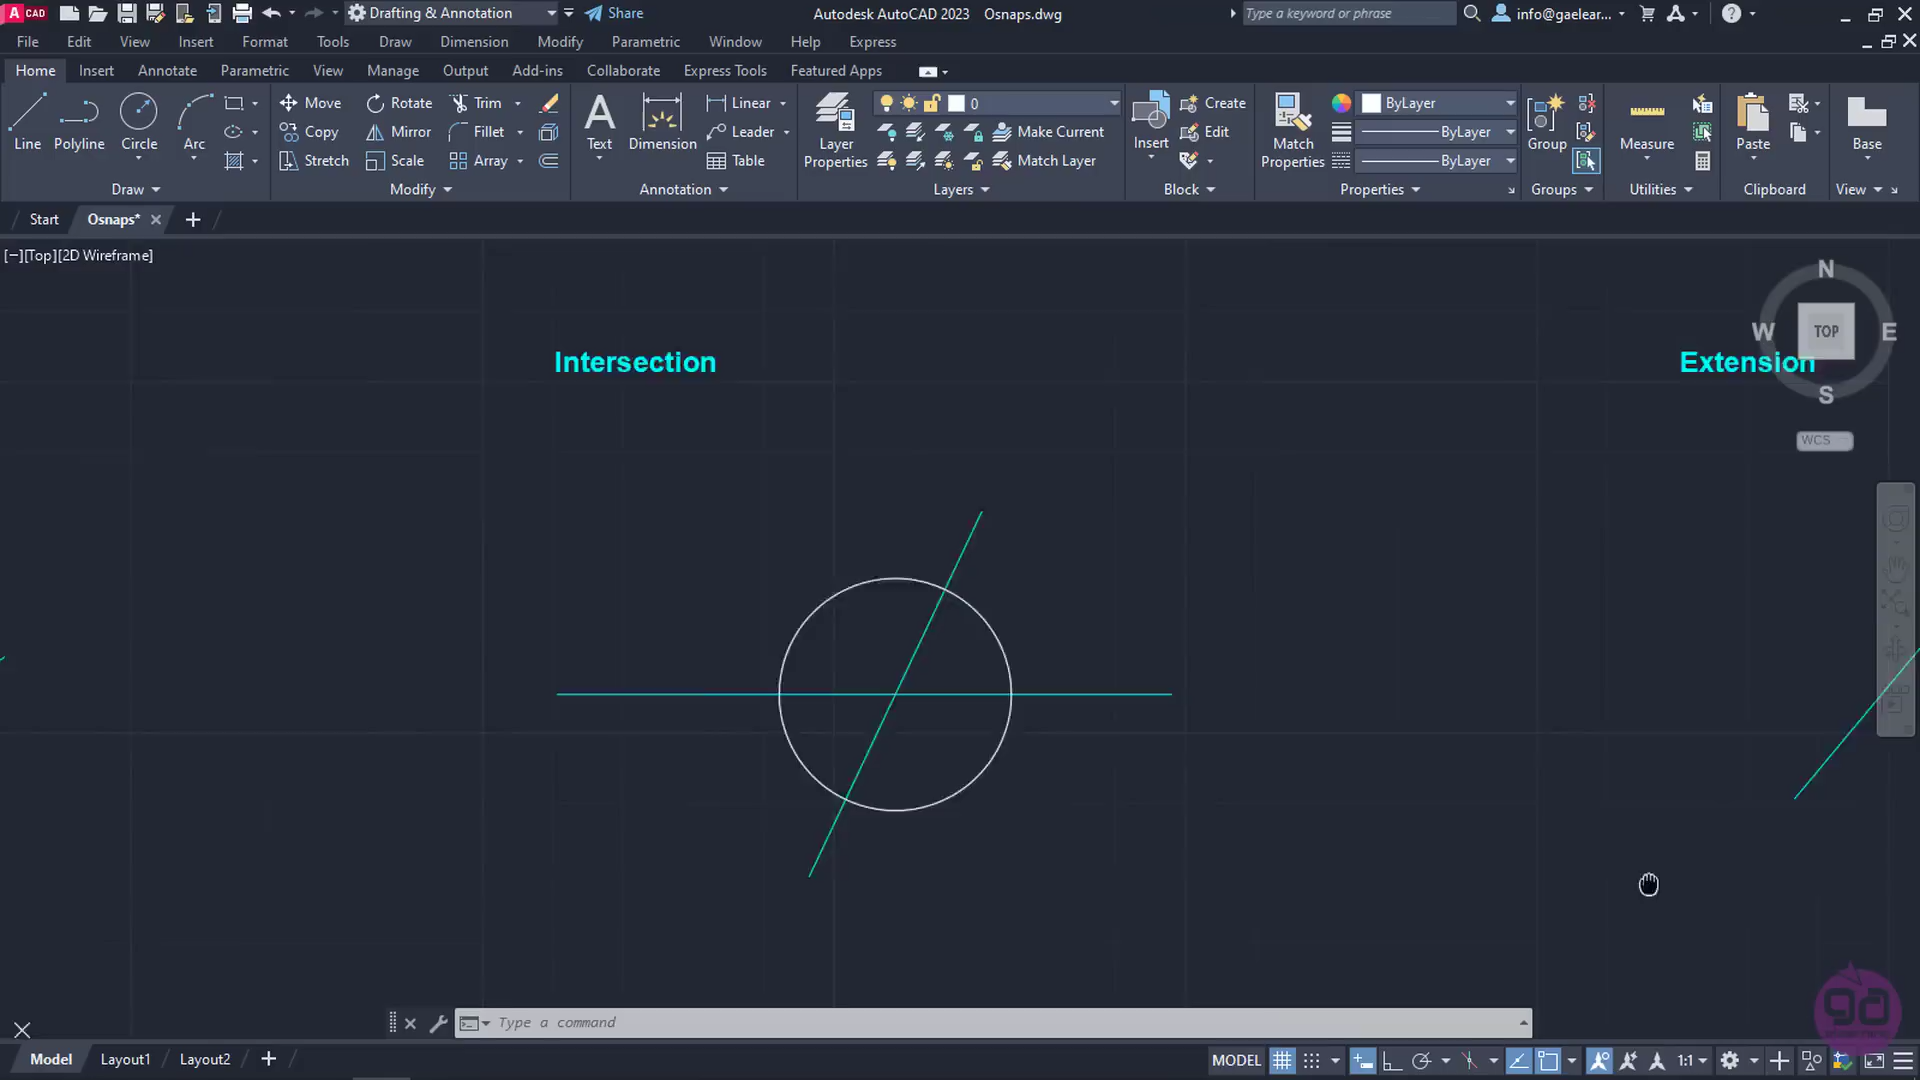 A CAD Drafting & Annotation Share Autodesk AutoCAD 2023 Osnaps.dwg Type a keyword or phrase info@gaelear...
File Edit View Insert Format Tools Draw Dimension Modify Parametric Window Help Express
Home Insert Annotate Parametric View Manage Output Add-ins Collaborate Express Tools Featured Apps
Move Rotate Trim Linear 0 Create ByLayer
Line Polyline Circle Arc Copy Mirror Fillet Text Dimension Leader Layer Properties Make Current Insert Edit Match Properties ByLayer Group Measure Paste Base
Stretch Scale Array Table Match Layer ByLayer
Draw Modify Annotation Layers Block Properties Groups Utilities Clipboard View
Start Osnaps*
[−][Top][2D Wireframe]
N
W TOP E
S
Intersection Extension
WCS
Type a command
ga
Model Layout1 Layout2 MODEL 1:1